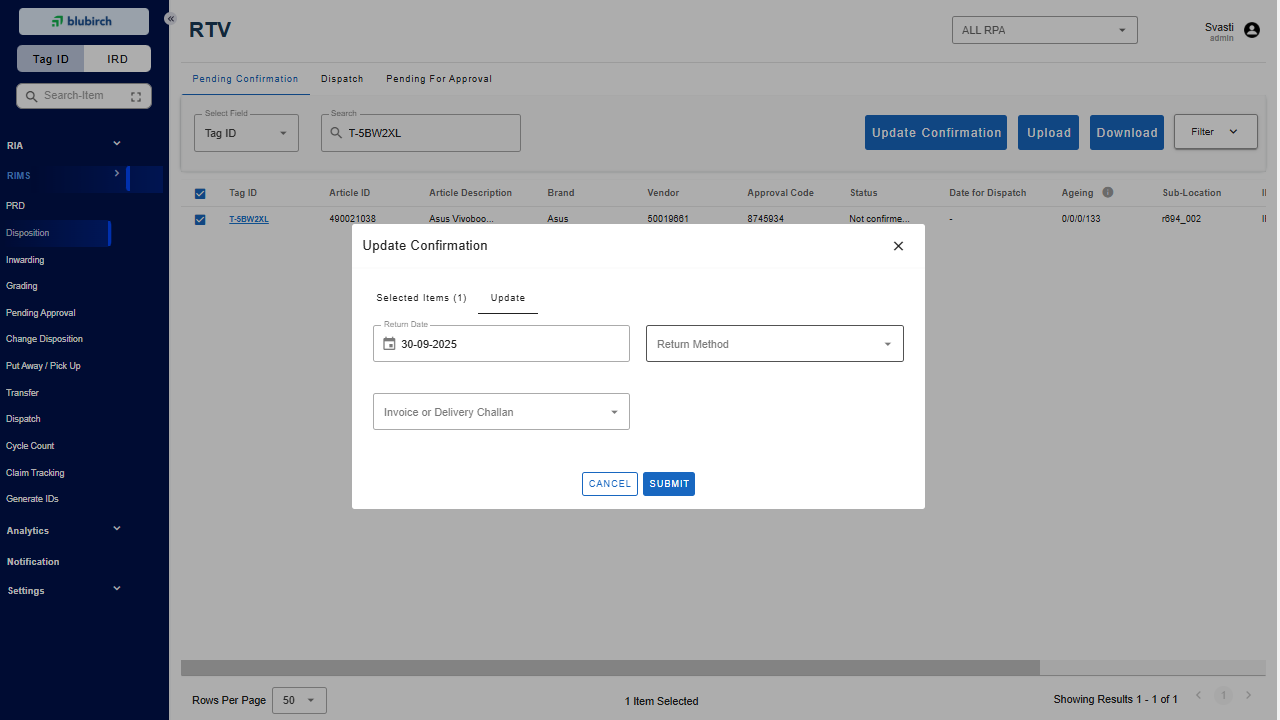 blubirch
«
RTV
ALL RPA
Svasti
admin
Tag ID
IRD
Search-Item
Pending Confirmation
Dispatch
Pending For Approval
Select Field
Tag ID
Search
T-5BW2XL
Update Confirmation
Upload
Download
Filter
RIA
RIMS
PRD
Disposition
Inwarding
Grading
Pending Approval
Change Disposition
Put Away / Pick Up
Transfer
Dispatch
Cycle Count
Claim Tracking
Generate IDs
Analytics
Notification
Settings
Tag ID
Article ID
Article Description
Brand
Vendor
Approval Code
Status
Date for Dispatch
Ageing
Sub-Location
T-5BW2XL
490021038
Asus Vivoboo...
Asus
50019661
8745934
Not confirme...
-
0/0/0/133
r694_002
Update Confirmation
Selected Items (1)
Update
Return Date
30-09-2025
Return Method
Invoice or Delivery Challan
CANCEL
SUBMIT
Rows Per Page
50
1 Item Selected
Showing Results 1 - 1 of 1
1